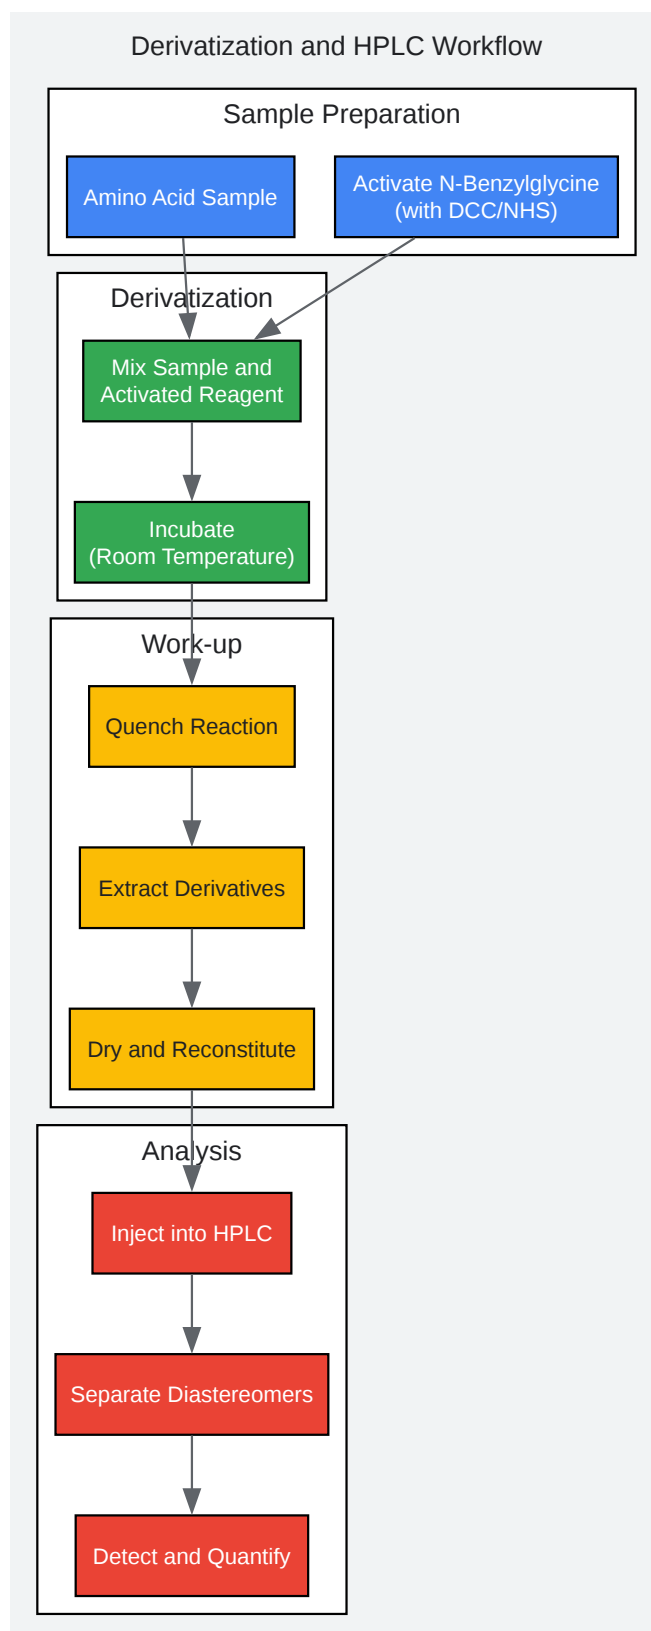 Derivatization and HPLC Workflow
Sample Preparation
Amino Acid Sample
Activate N-Benzylglycine
(with DCC/NHS)
Derivatization
Mix Sample and
Activated Reagent
Incubate
(Room Temperature)
Work-up
Quench Reaction
Extract Derivatives
Dry and Reconstitute
Analysis
Inject into HPLC
Separate Diastereomers
Detect and Quantify